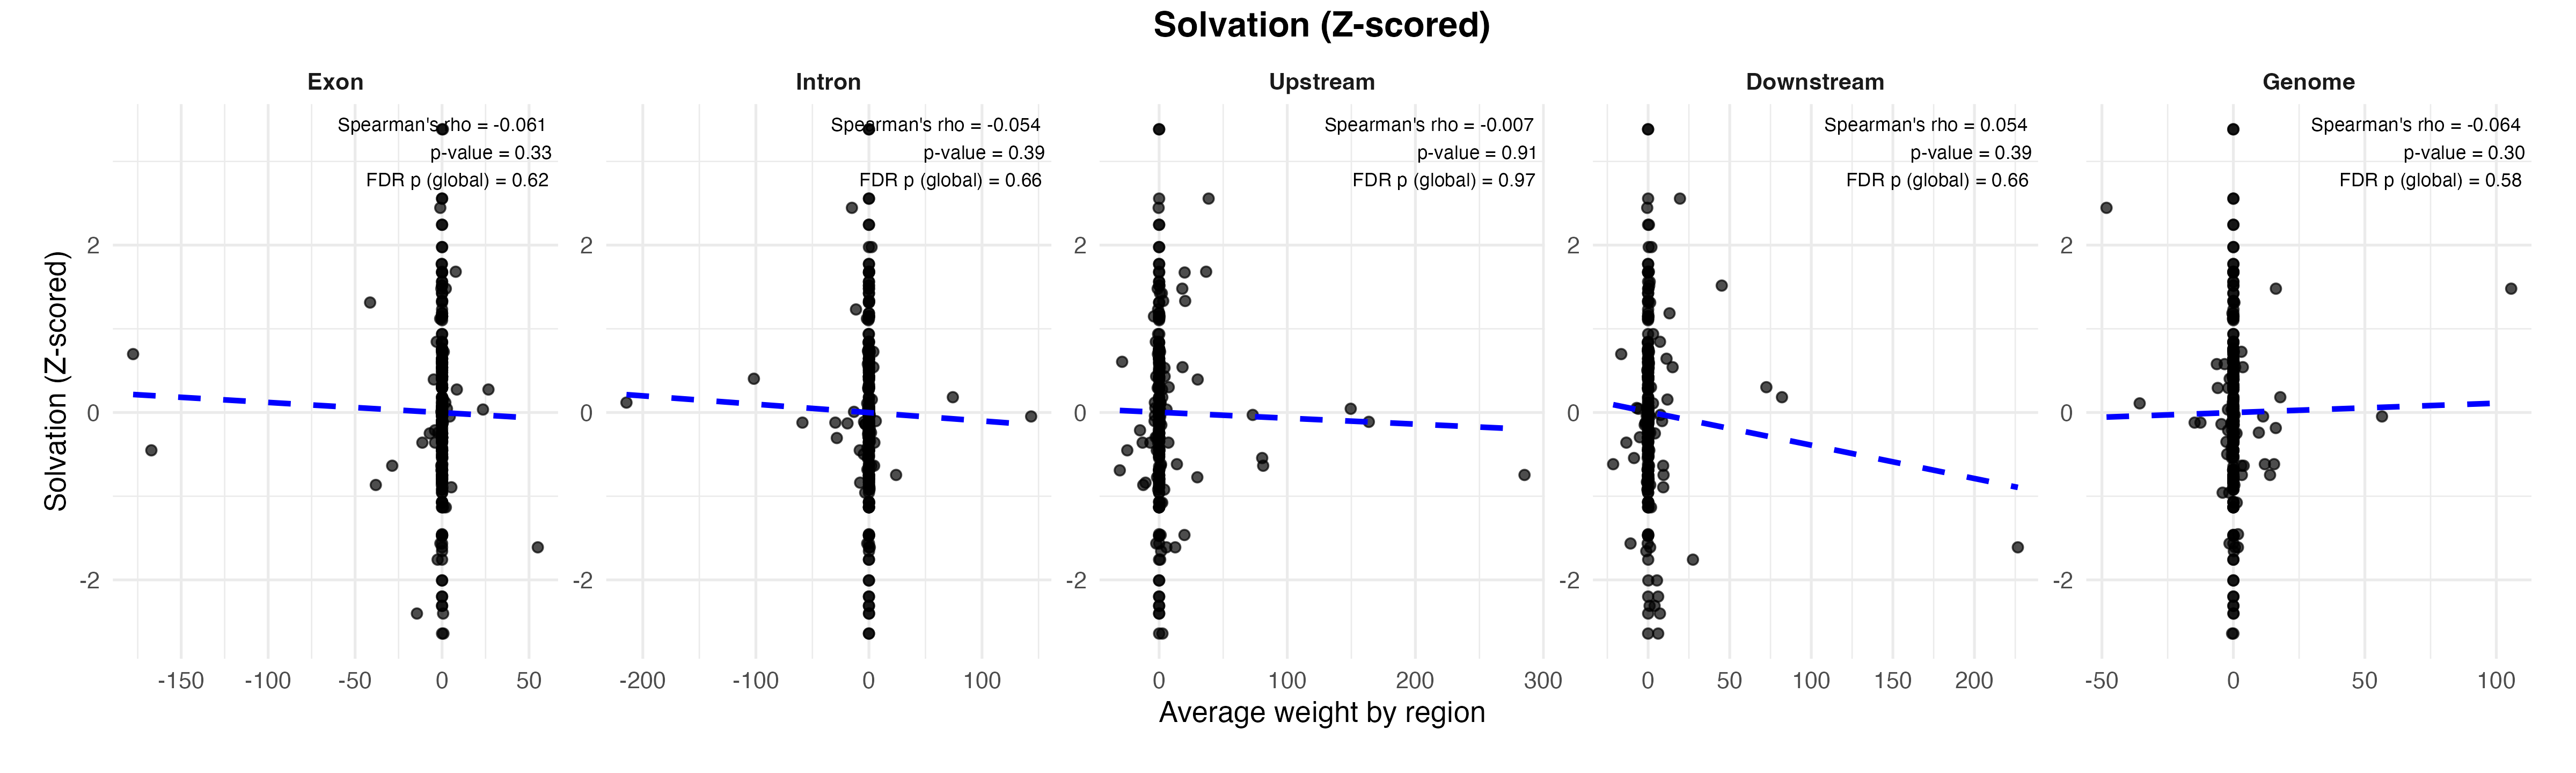 Solvation (Z-scored)
Exon
Intron
Upstream
Downstream
Genome
Solvation (Z-scored)
Spearman's rho = -0.061
p-value = 0.33
FDR p (global) = 0.62
Spearman's rho = -0.054
p-value = 0.39
FDR p (global) = 0.66
Spearman's rho = -0.007
p-value = 0.91
FDR p (global) = 0.97
Spearman's rho = 0.054
p-value = 0.39
FDR p (global) = 0.66
Spearman's rho = -0.064
p-value = 0.30
FDR p (global) = 0.58
2
0
-2
2
0
-2
2
0
-2
2
0
-2
2
0
-2
-150 -100 -50 0 50
-200 -100 0 100
0 100 200 300
0 50 100 150 200
-50 0 50 100
Average weight by region